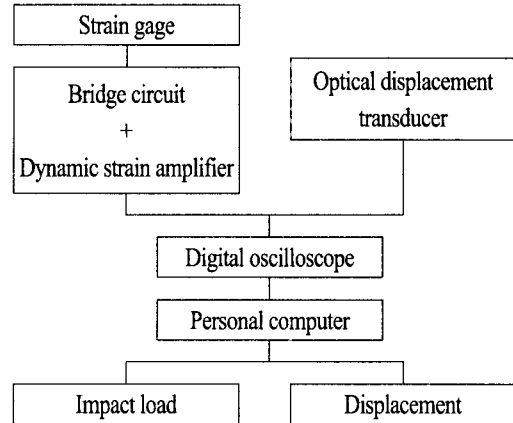 Strain gage
Bridge circuit
+
Dynamic strain amplifier
Optical displacement
transducer
Digital oscilloscope
Personal computer
Impact load
Displacement